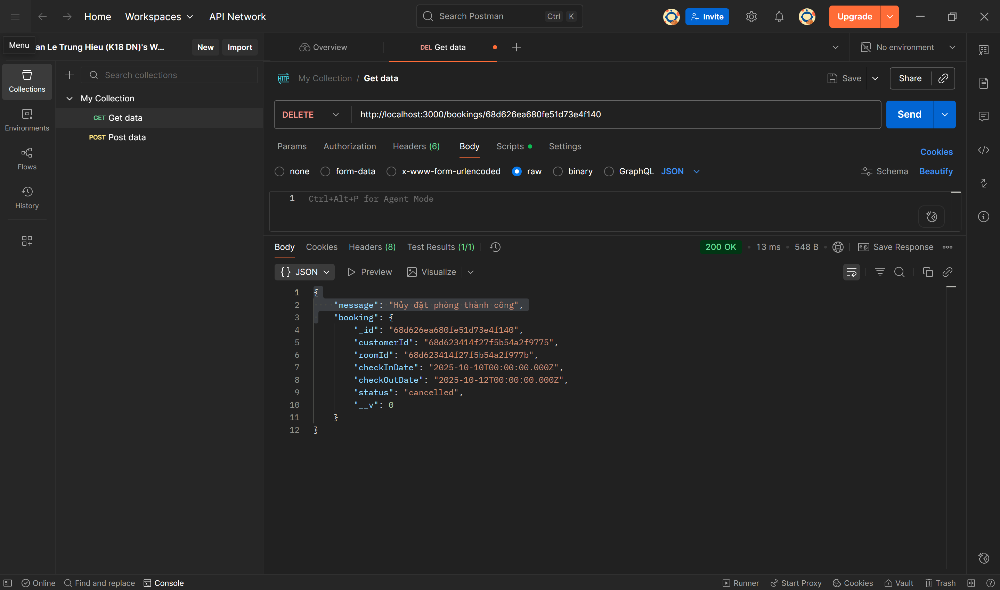 Home Workspaces API Network Search Postman Ctrl K Invite Upgrade
Menu an Le Trung Hieu (K18 DN)'s W... New Import
Overview DEL Get data No environment
Collections
Environments
Flows
History
Search collections
My Collection
GET Get data
POST Post data
HTTP My Collection / Get data Save Share
DELETE http://localhost:3000/bookings/68d626ea680fe51d73e4f140 Send
Params Authorization Headers (6) Body Scripts Settings Cookies
none form-data x-www-form-urlencoded raw binary GraphQL JSON Schema Beautify
1 Ctrl+Alt+P for Agent Mode
Body Cookies Headers (8) Test Results (1/1) 200 OK • 13 ms • 548 B • e.g. Save Response
{} JSON Preview Visualize
1 {
2 "message": "Hủy đặt phòng thành công",
3 "booking": {
4 "_id": "68d626ea680fe51d73e4f140",
5 "customerId": "68d623414f27f5b54a2f9775",
6 "roomId": "68d623414f27f5b54a2f977b",
7 "checkInDate": "2025-10-10T00:00:00.000Z",
8 "checkOutDate": "2025-10-12T00:00:00.000Z",
9 "status": "cancelled",
10 "__v": 0
11 }
12 }
Online Find and replace Console Runner Start Proxy Cookies Vault Trash